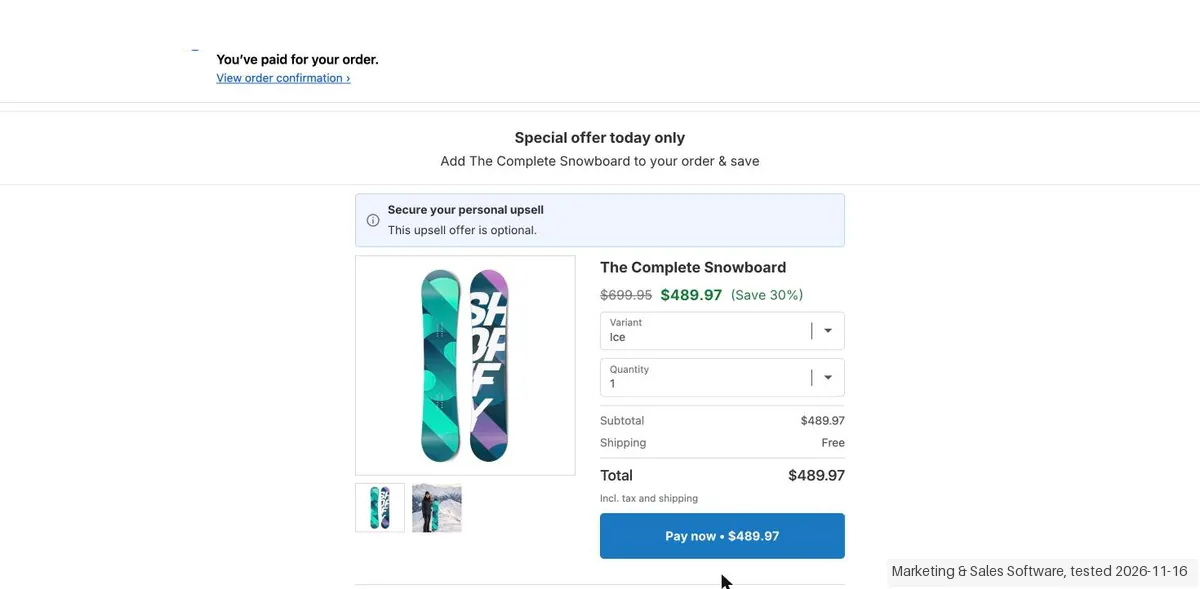 You've paid for your order.
View order confirmation ›
Special offer today only
Add The Complete Snowboard to your order & save
Secure your personal upsell
This upsell offer is optional.
SH
OP
IF
Y
The Complete Snowboard
$699.95 $489.97 (Save 30%)
Variant
Ice
Quantity
1
Subtotal $489.97
Shipping Free
Total $489.97
Incl. tax and shipping
Pay now • $489.97
Marketing & Sales Software, tested 2026-11-16